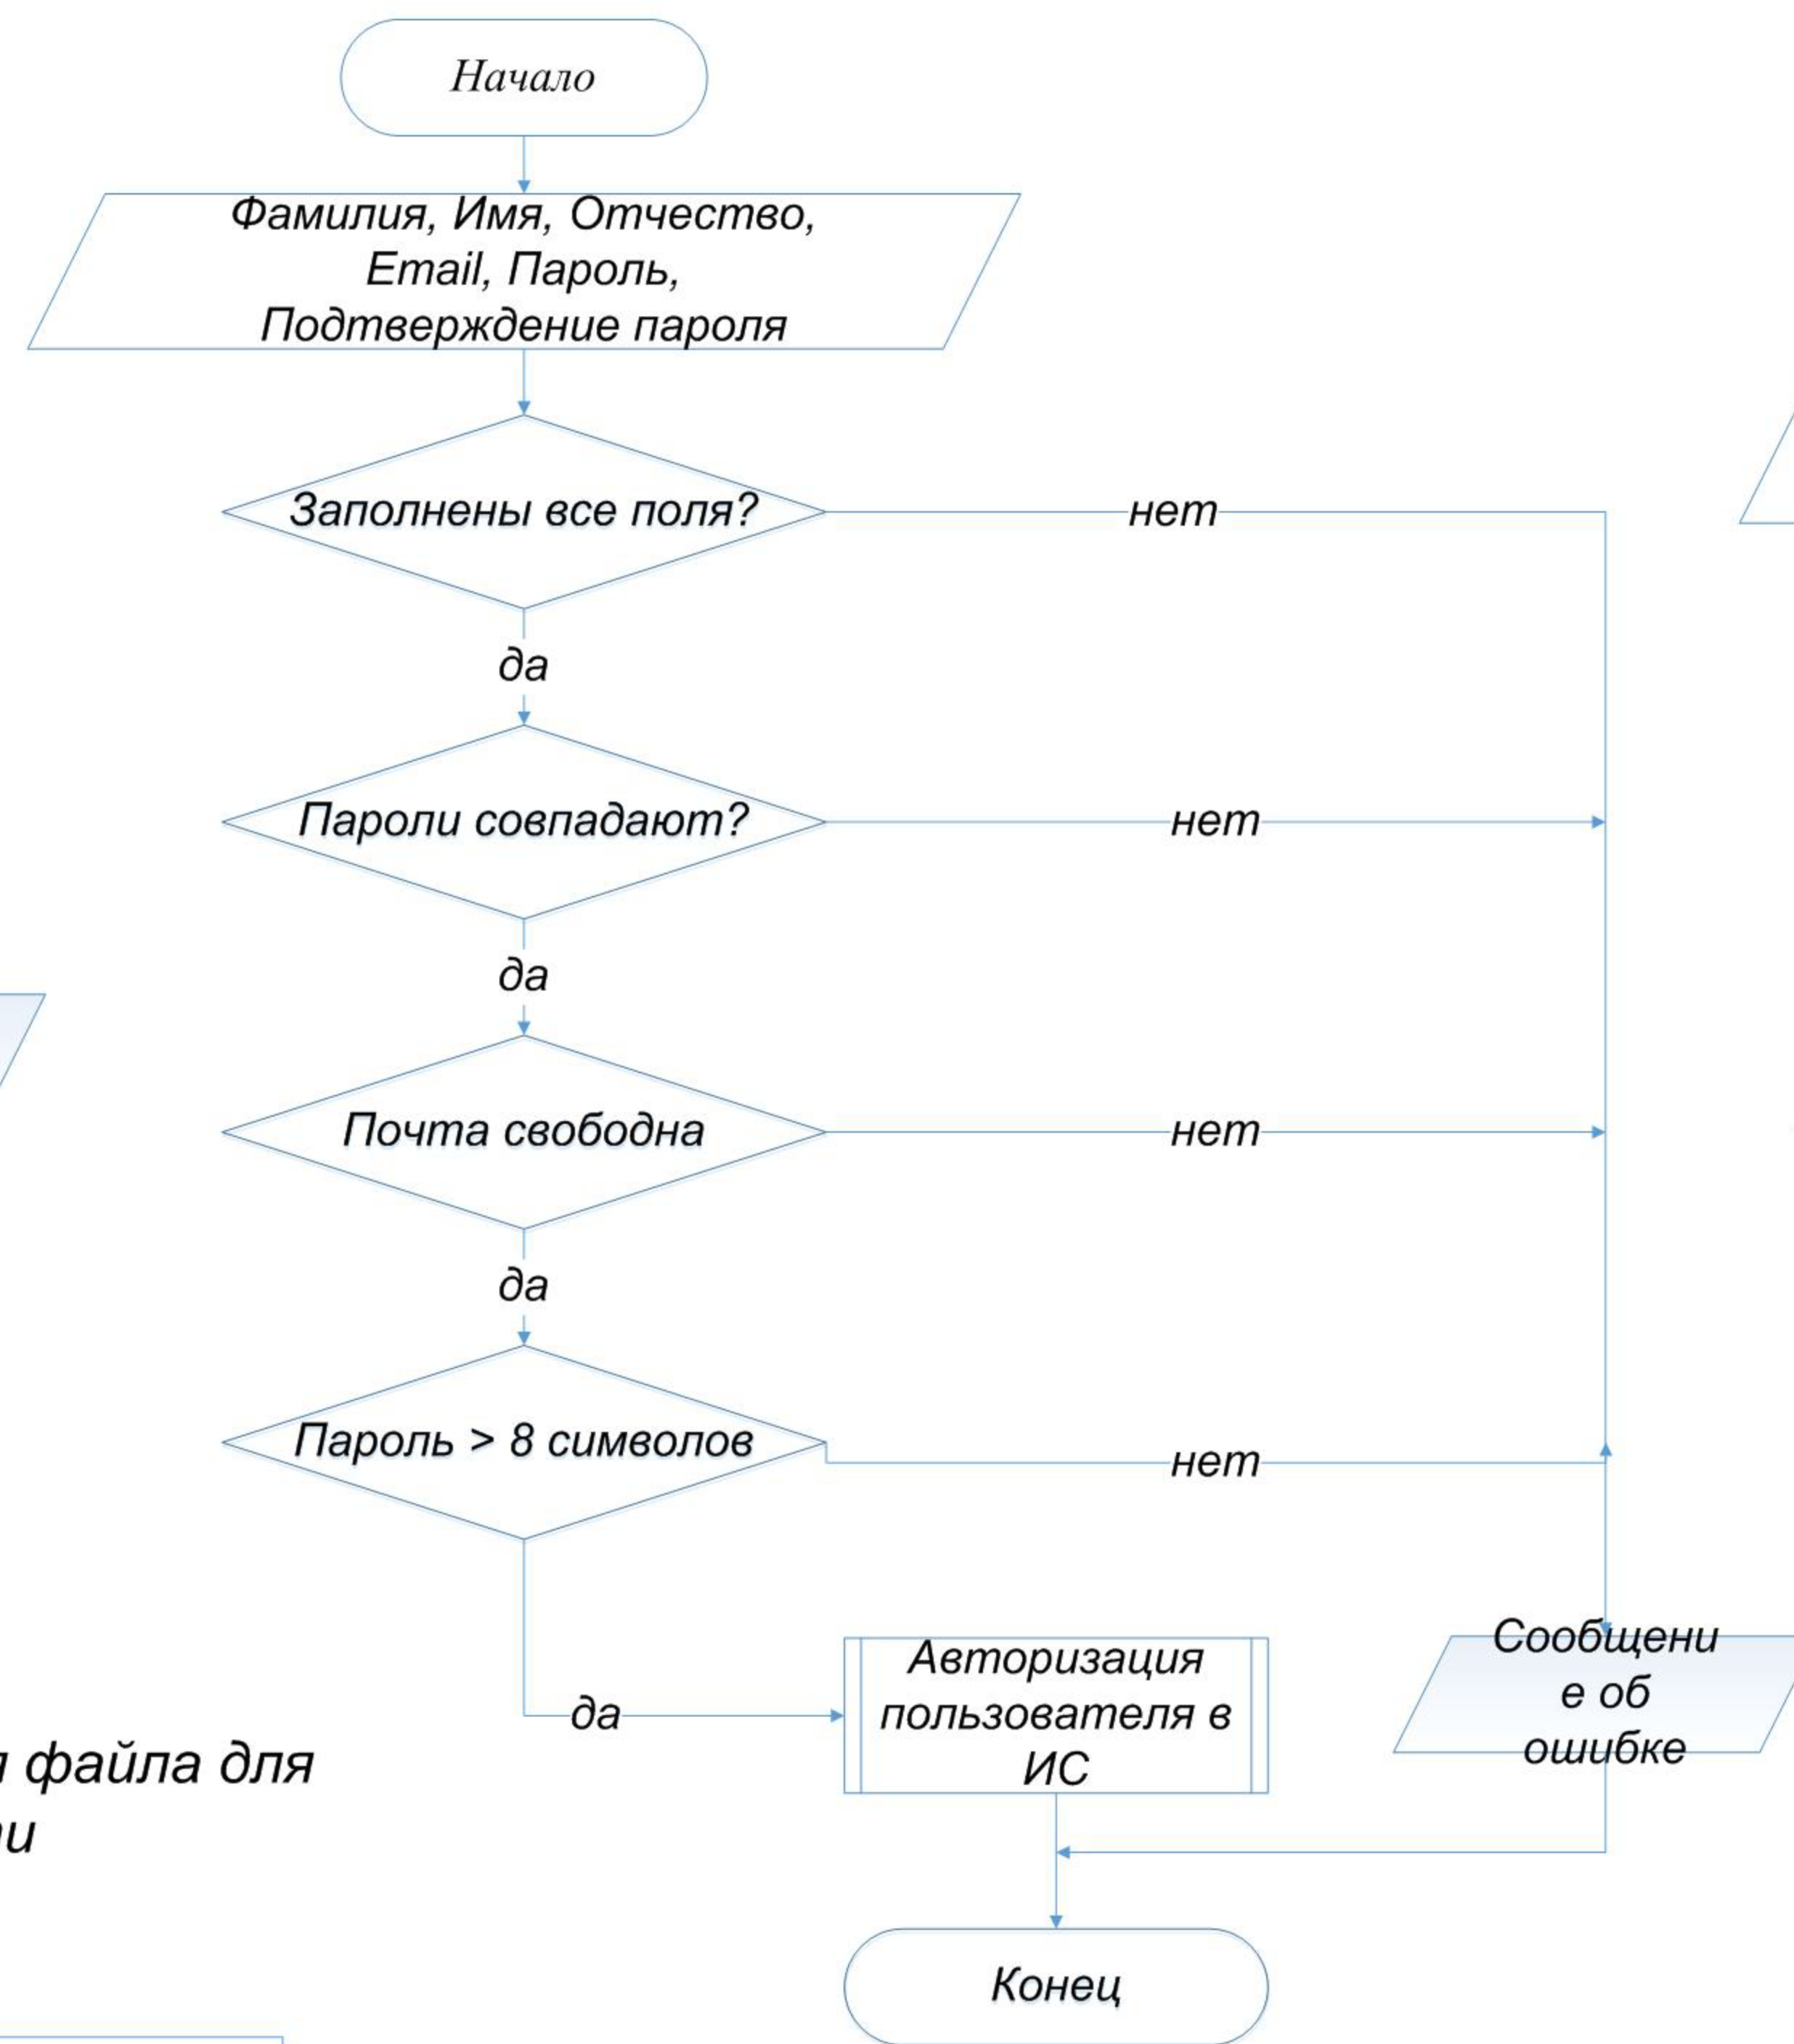 Начало
Фамилия, Имя, Отчество,
Email, Пароль,
Подтверждение пароля
Заполнены все поля?
нет
да
Пароли совпадают?
нет
да
Почта свободна
нет
да
Пароль > 8 символов
нет
да
Авторизация
пользователя в
ИС
Сообщени
е об
ошибке
файла для
Конец